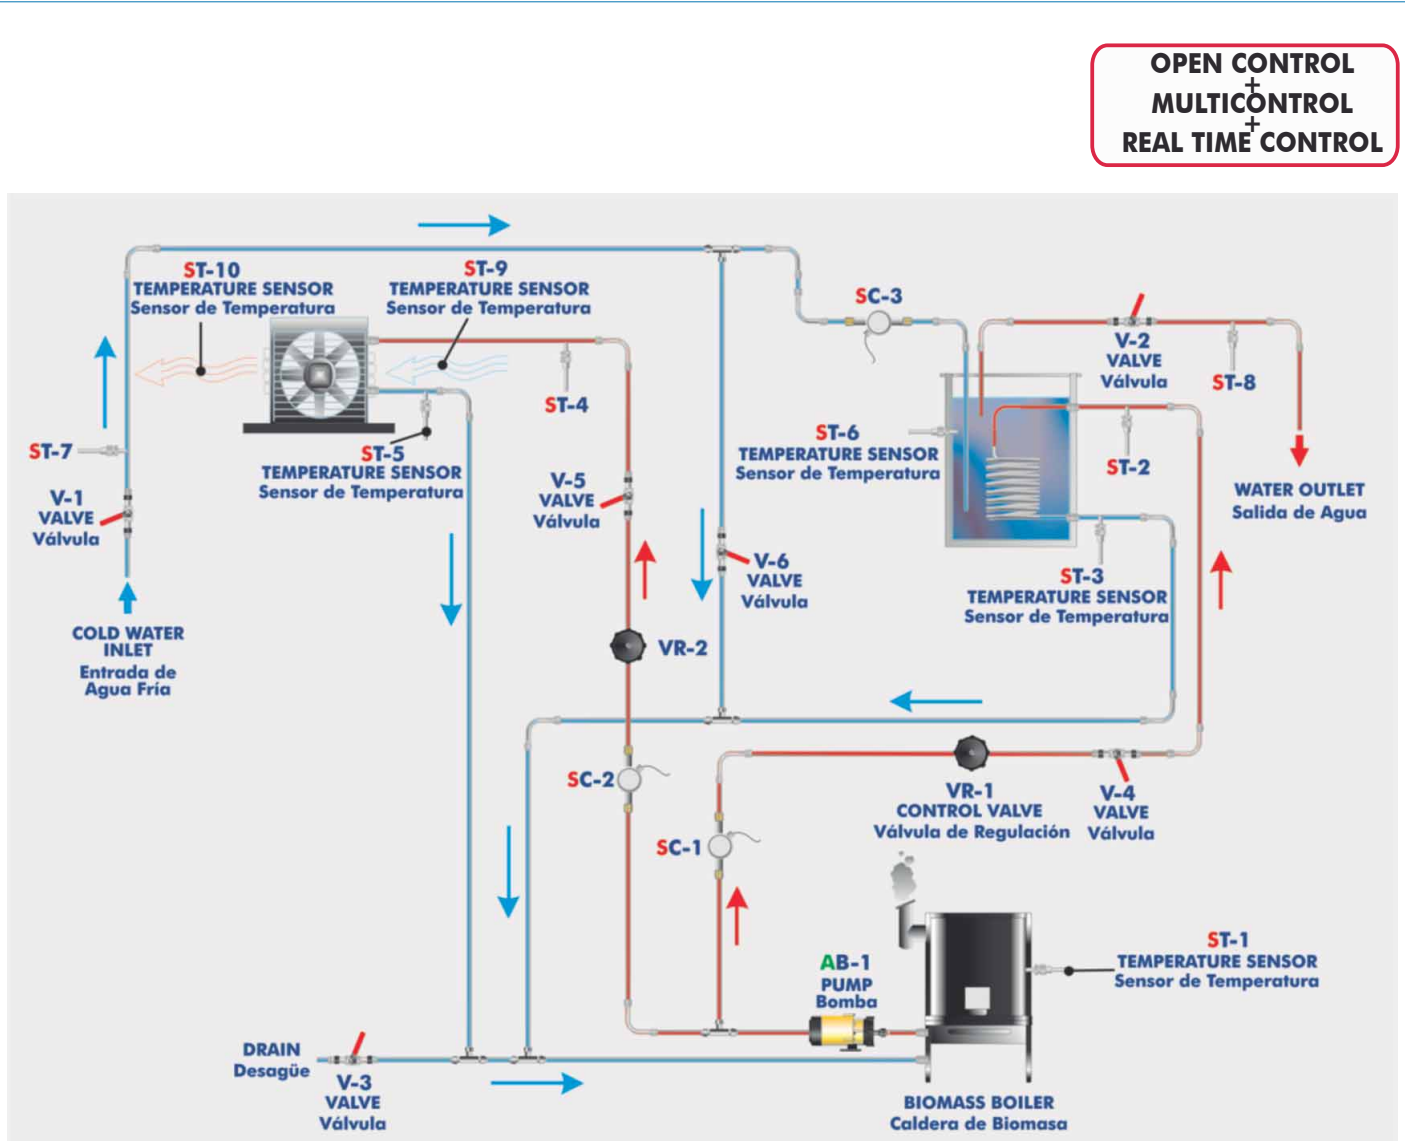 OPEN CONTROL
+
MULTICONTROL
+
REAL TIME CONTROL
ST-10
TEMPERATURE SENSOR
Sensor de Temperatura
ST-9
TEMPERATURE SENSOR
Sensor de Temperatura
SC-3
V-2
VALVE
Válvula
ST-8
ST-4
ST-7
ST-5
TEMPERATURE SENSOR
Sensor de Temperatura
ST-6
TEMPERATURE SENSOR
Sensor de Temperatura
ST-2
WATER OUTLET
Salida de Agua
V-1
VALVE
Válvula
V-5
VALVE
Válvula
V-6
VALVE
Válvula
ST-3
TEMPERATURE SENSOR
Sensor de Temperatura
COLD WATER
INLET
Entrada de
Agua Fría
VR-2
SC-2
VR-1
CONTROL VALVE
Válvula de Regulación
V-4
VALVE
Válvula
SC-1
AB-1
PUMP
Bomba
ST-1
TEMPERATURE SENSOR
Sensor de Temperatura
DRAIN
Desagüe
V-3
VALVE
Válvula
BIOMASS BOILER
Caldera de Biomasa